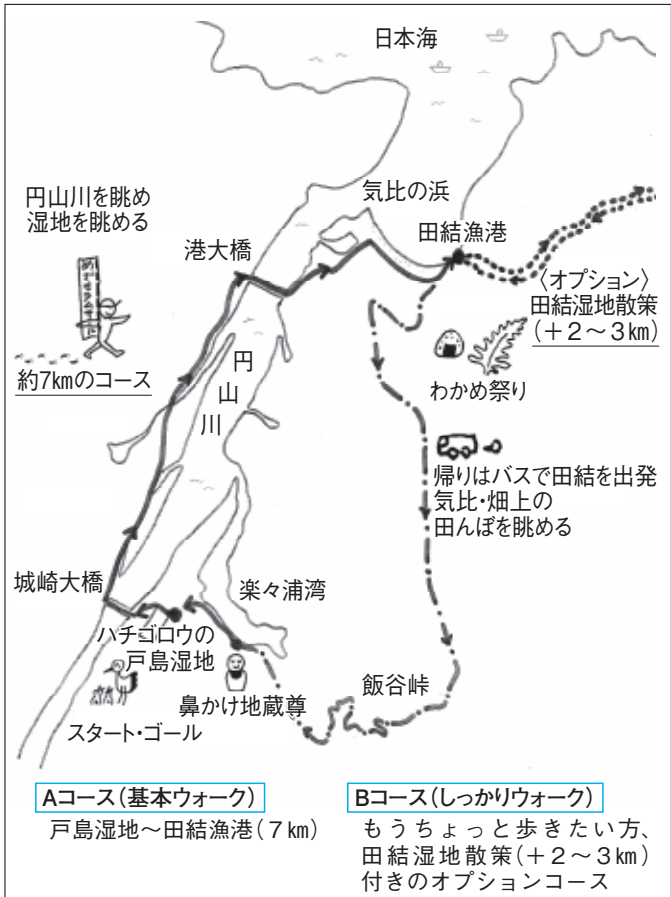 日本海
円山川を眺め
湿地を眺める
気比の浜
田結漁港
港大橋
〈オプション〉
田結湿地散策
(+2～3㎞)
約7㎞のコース
円
山
川
わかめ祭り
帰りはバスで田結を出発
気比・畑上の
田んぼを眺める
城崎大橋
楽々浦湾
ハチゴロウの
戸島湿地
飯谷峠
鼻かけ地蔵尊
スタート・ゴール
Aコース(基本ウォーク)
戸島湿地～田結漁港(7㎞)
Bコース(しっかりウォーク)
もうちょっと歩きたい方、
田結湿地散策(+2～3㎞)
付きのオプションコース